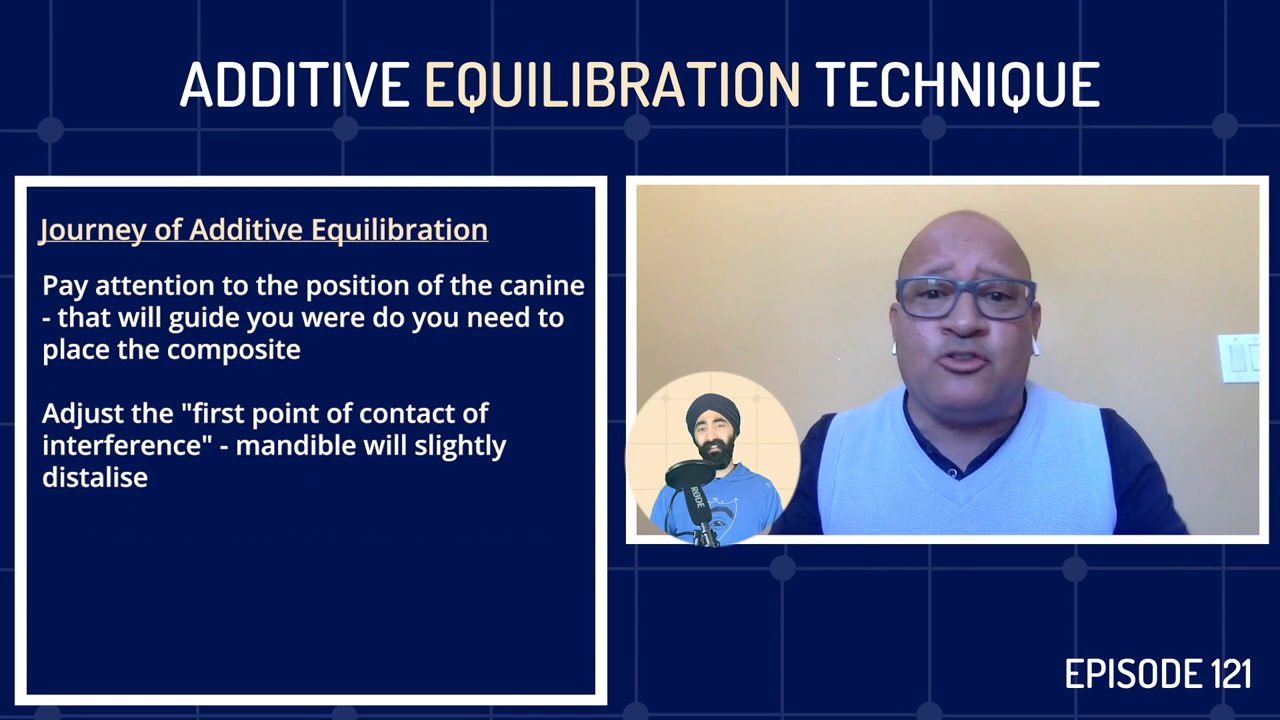 ADDITIVE EQUILIBRATION TECHNIQUE
Journey of Additive Equilibration
Pay attention to the position of the canine
- that will guide you were do you need to
place the composite
Adjust the "first point of contact of
interference" - mandible will slightly
distalise
RØDE
EPISODE 121